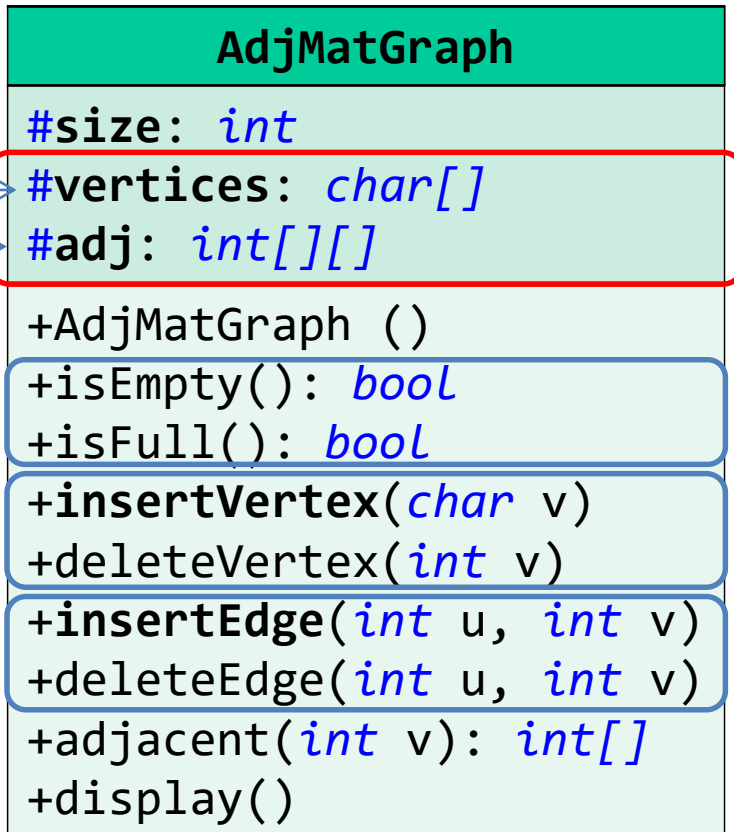 AdjMatGraph
#size: int
#vertices: char[]
#adj: int[][]
+AdjMatGraph ()
+isEmpty(): bool
+isFull(): bool
+insertVertex(char v)
+deleteVertex(int v)
+insertEdge(int u, int v)
+deleteEdge(int u, int v)
+adjacent(int v): int[]
+display()